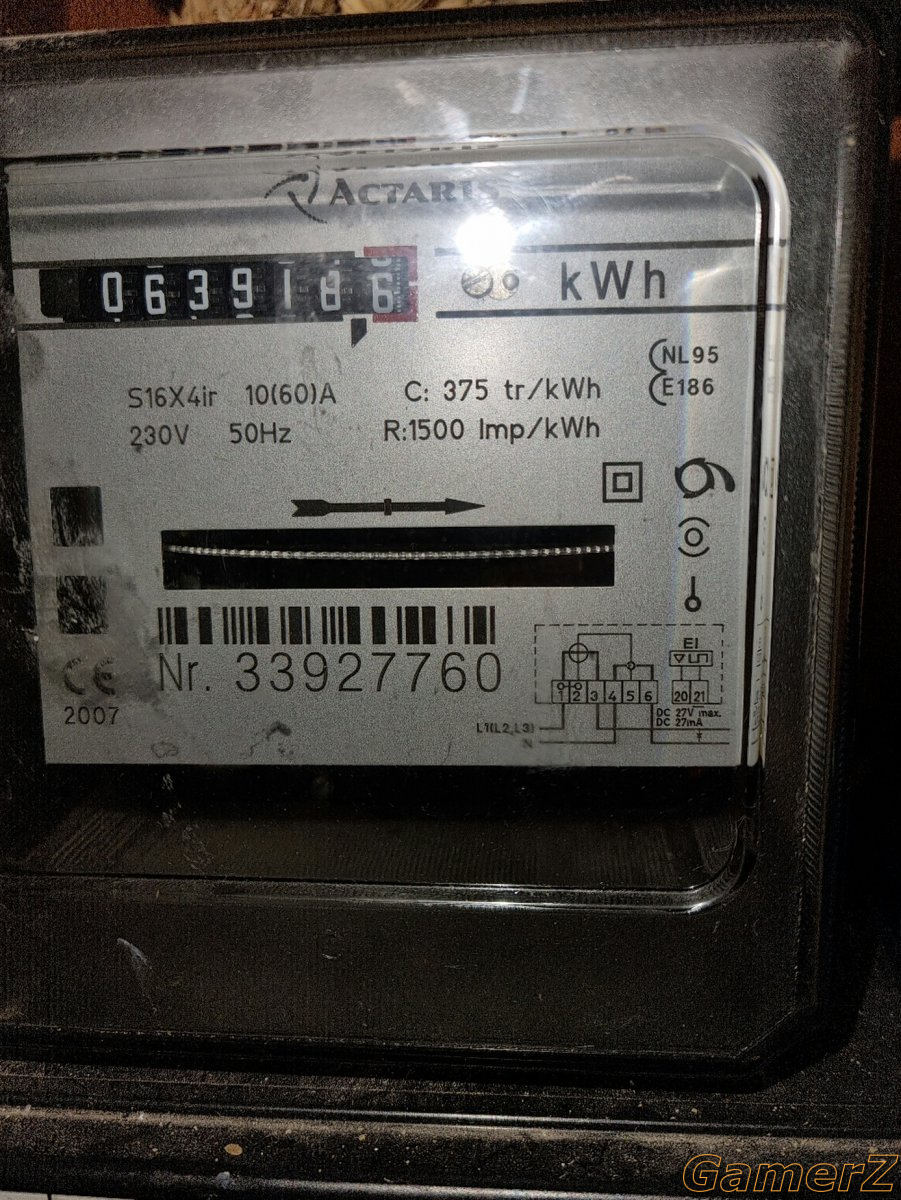 ACTARIS
0639186
kWh
NL95
E186
S16X4ir 10(60)A C: 375 tr/kWh
230V 50Hz R:1500 Imp/kWh
Nr. 33927760
CE
2007
EI
1 2 3 4 5 6 20 21
DC 27V max.
DC 27mA
L1(L2,L3)
N
GamerZ